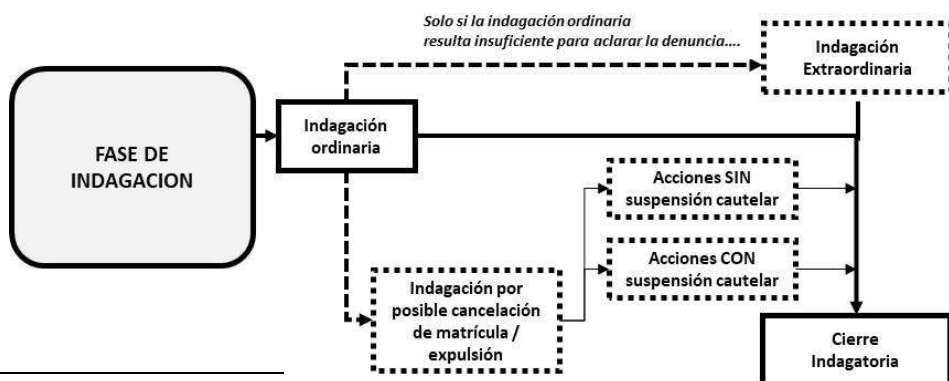 Solo si la indagación ordinaria
resulta insuficiente para aclarar la denuncia....
Indagación
Extraordinaria
FASE DE
INDAGACION
Indagación
ordinaria
Acciones SIN
suspensión cautelar
Acciones CON
suspensión cautelar
Indagación por
posible cancelación
de matrícula /
expulsión
Cierre
Indagatoria